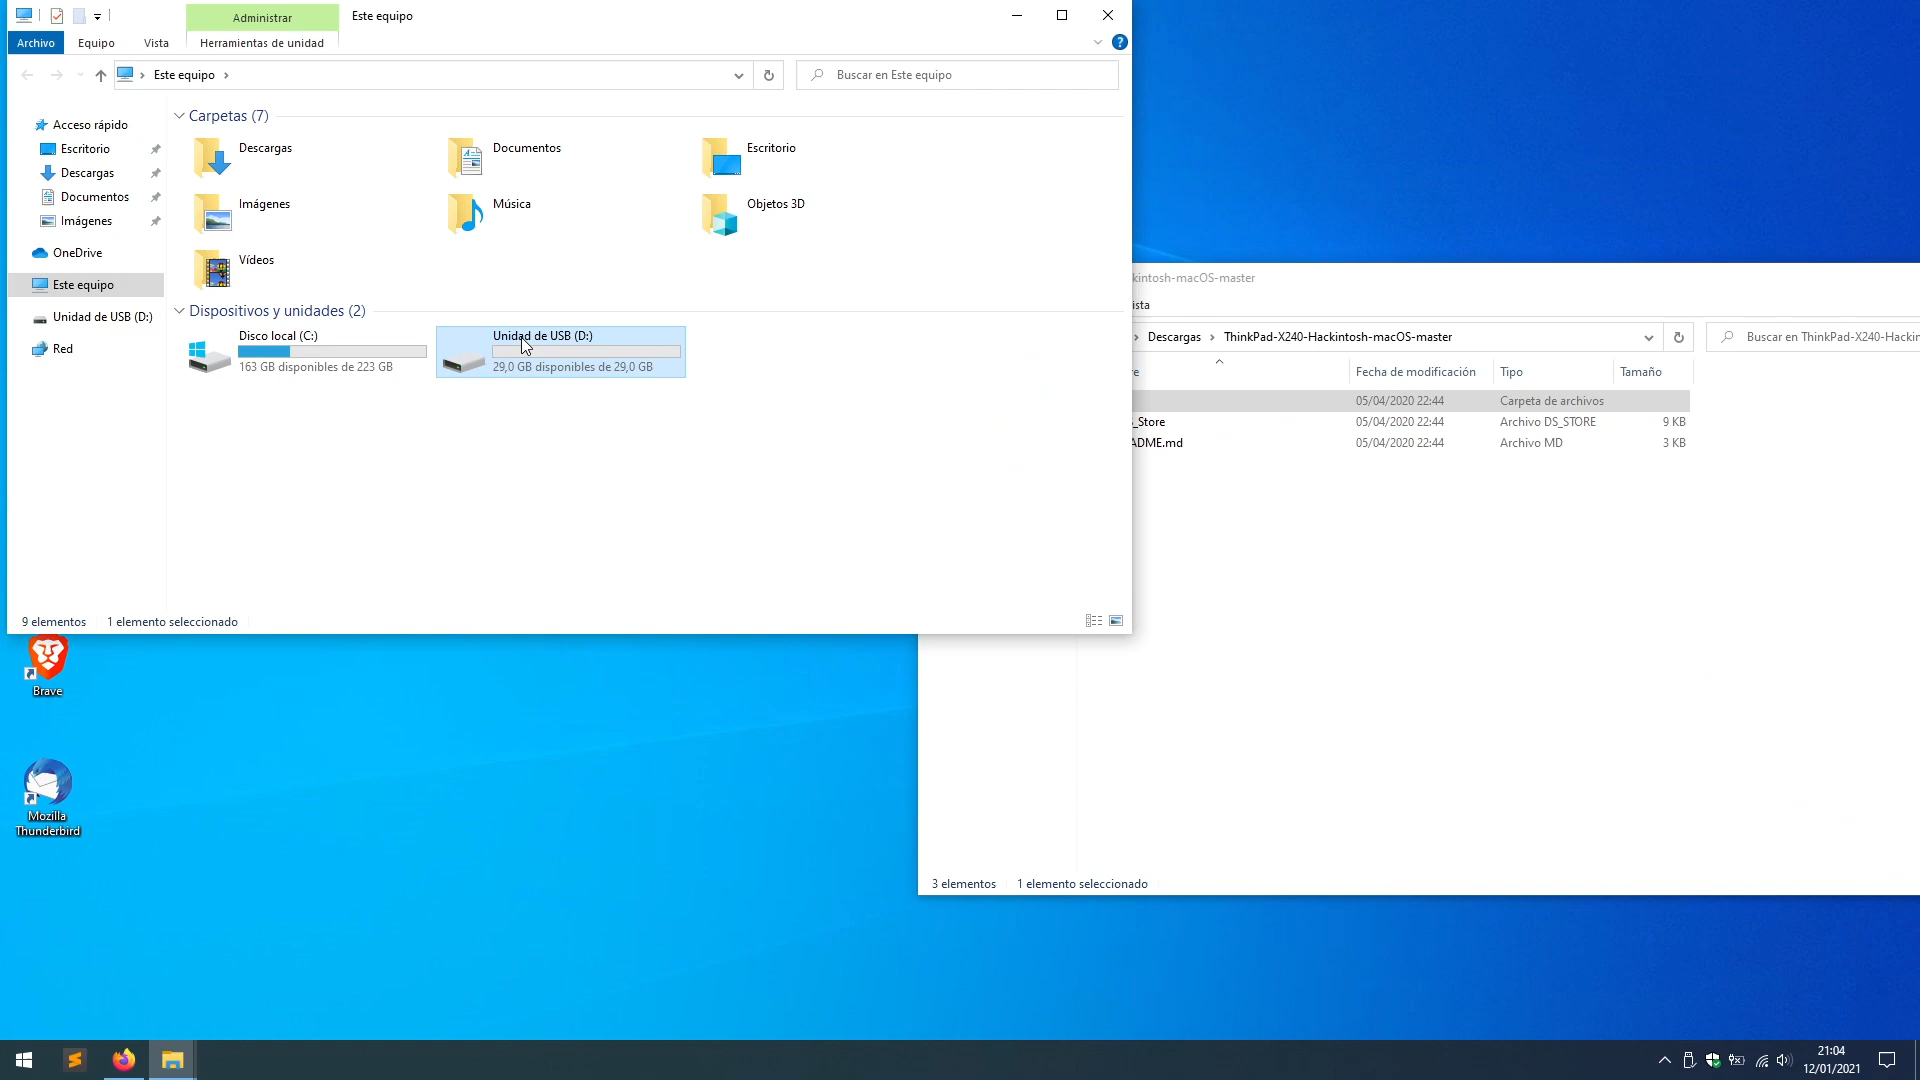 Administrar
Este equipo
Archivo
Equipo
Vista
Herramientas de unidad
Este equipo
Buscar en Este equipo
Acceso rápido
Escritorio
Descargas
Documentos
Imágenes
OneDrive
Este equipo
Unidad de USB (D:)
Red
Carpetas (7)
Descargas
Documentos
Escritorio
Imágenes
Música
Objetos 3D
Vídeos
Dispositivos y unidades (2)
Disco local (C:)
163 GB disponibles de 223 GB
Unidad de USB (D:)
29,0 GB disponibles de 29,0 GB
9 elementos
1 elemento seleccionado
kintosh-macOS-master
ista
Descargas
ThinkPad-X240-Hackintosh-macOS-master
Buscar en ThinkPad-X240-Hackin
re
Fecha de modificación
Tipo
Tamaño
05/04/2020 22:44
Carpeta de archivos
_Store
05/04/2020 22:44
Archivo DS_STORE
9 KB
ADME.md
05/04/2020 22:44
Archivo MD
3 KB
3 elementos
1 elemento seleccionado
Brave
Mozilla
Thunderbird
21:04
12/01/2021